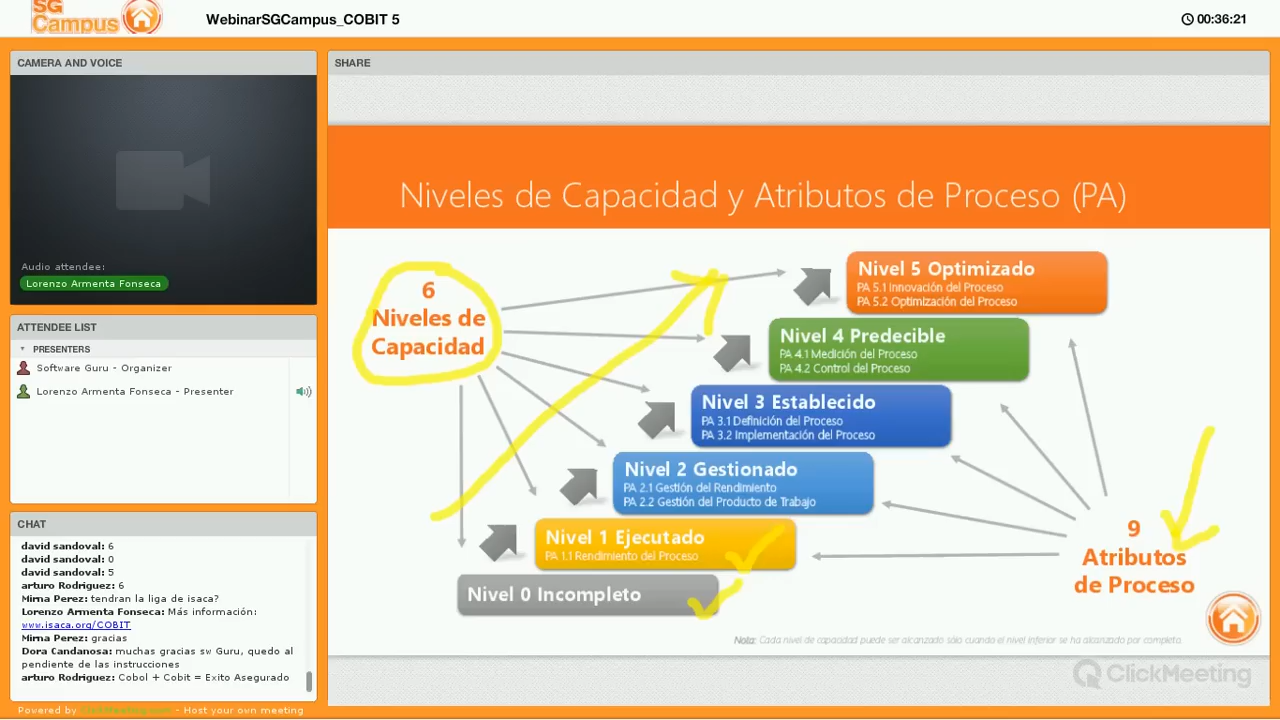 SG
Campus
WebinarSGCampus_COBIT 5
00:36:21
CAMERA AND VOICE
Audio attendee:
Lorenzo Armenta Fonseca
ATTENDEE LIST
PRESENTERS
Software Guru - Organizer
Lorenzo Armenta Fonseca - Presenter
CHAT
david sandoval: 6
david sandoval: 0
david sandoval: 5
arturo Rodriguez: 6
Mirna Perez: tendran la liga de isaca?
Lorenzo Armenta Fonseca: Más información:
www.isaca.org/COBIT
Mirna Perez: gracias
Dora Candanosa: muchas gracias sw Guru, quedo al
pendiente de las instrucciones
arturo Rodriguez: Cobol + Cobit = Exito Asegurado
Powered by ClickMeeting.com - Host your own meeting
SHARE
Niveles de Capacidad y Atributos de Proceso (PA)
6
Niveles de
Capacidad
Nivel 5 Optimizado
PA 5.1 Innovación del Proceso
PA 5.2 Optimización del Proceso
Nivel 4 Predecible
PA 4.1 Medición del Proceso
PA 4.2 Control del Proceso
Nivel 3 Establecido
PA 3.1 Definición del Proceso
PA 3.2 Implementación del Proceso
Nivel 2 Gestionado
PA 2.1 Gestión del Rendimiento
PA 2.2 Gestión del Producto de Trabajo
Nivel 1 Ejecutado
PA 1.1 Rendimiento del Proceso
Nivel 0 Incompleto
9
Atributos
de Proceso
Nota: Cada nivel de capacidad puede ser alcanzado sólo cuando el nivel inferior se ha alcanzado por completo.
ClickMeeting